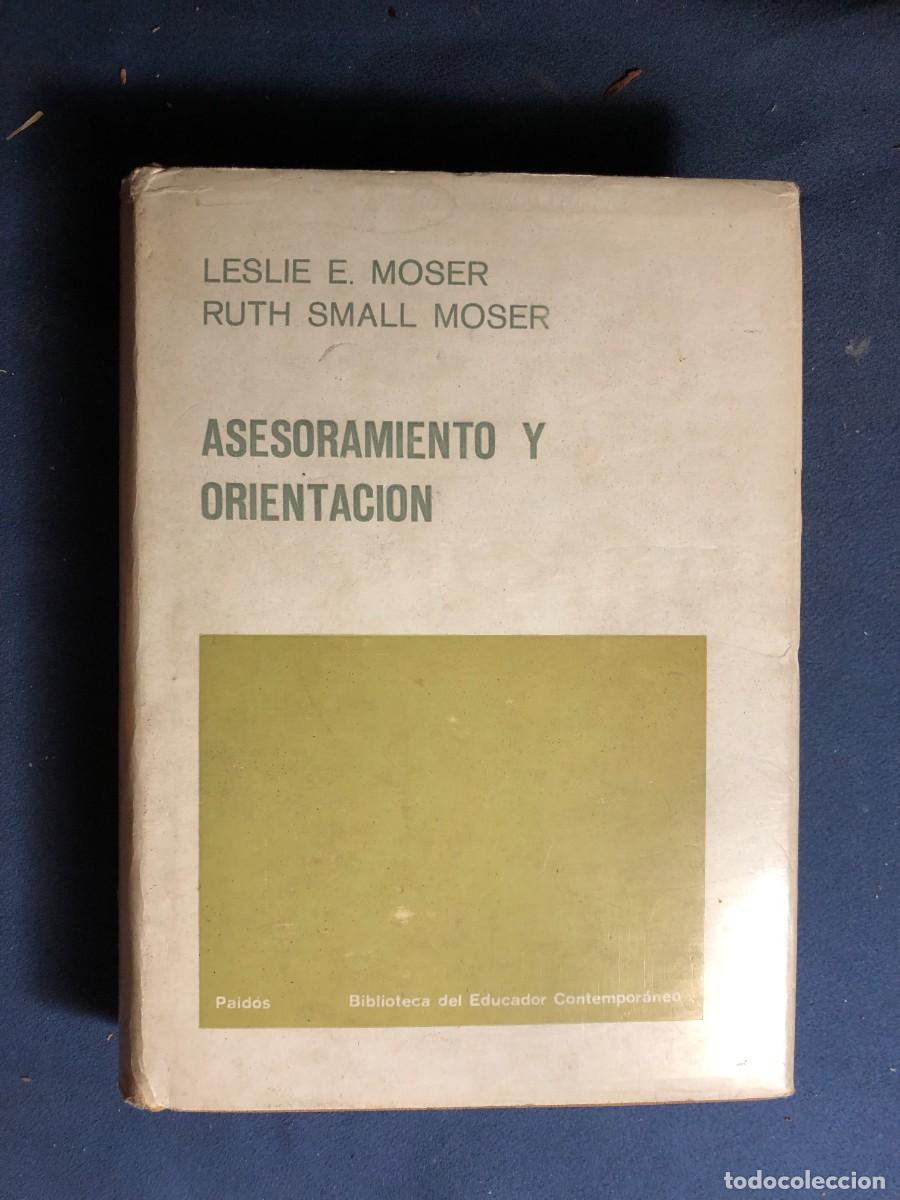 LESLIE E. MOSER
RUTH SMALL MOSER
ASESORAMIENTO Y
ORIENTACION
Paidós Biblioteca del Educador Contemporáneo
todocoleccion